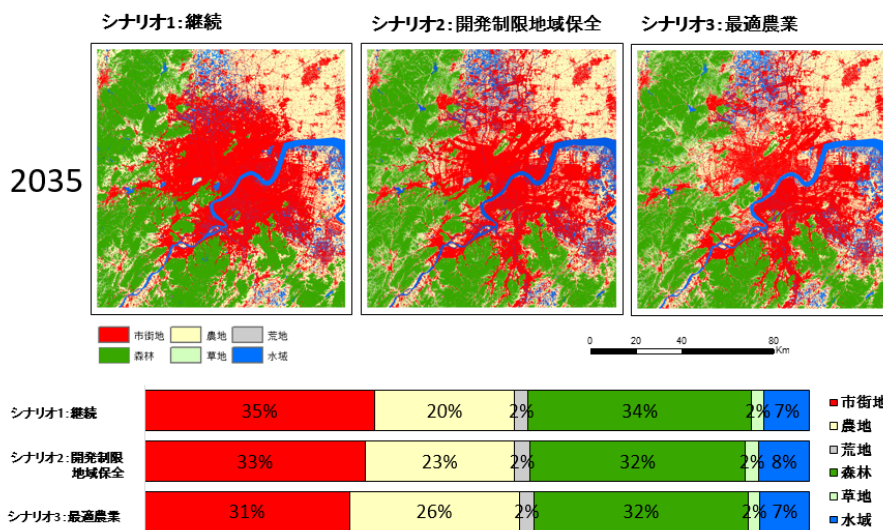 シナリオ1:継続
シナリオ2:開発制限地域保全
シナリオ3:最適農業
2035
市街地
農地
荒地
森林
草地
水域
0 20 40 80
Km
シナリオ1:継続
35% 20% 2% 34% 2% 7%
シナリオ2:開発制限
地域保全
33% 23% 2% 32% 2% 8%
シナリオ3:最適農業
31% 26% 2% 32% 2% 7%
市街地
農地
荒地
森林
草地
水域